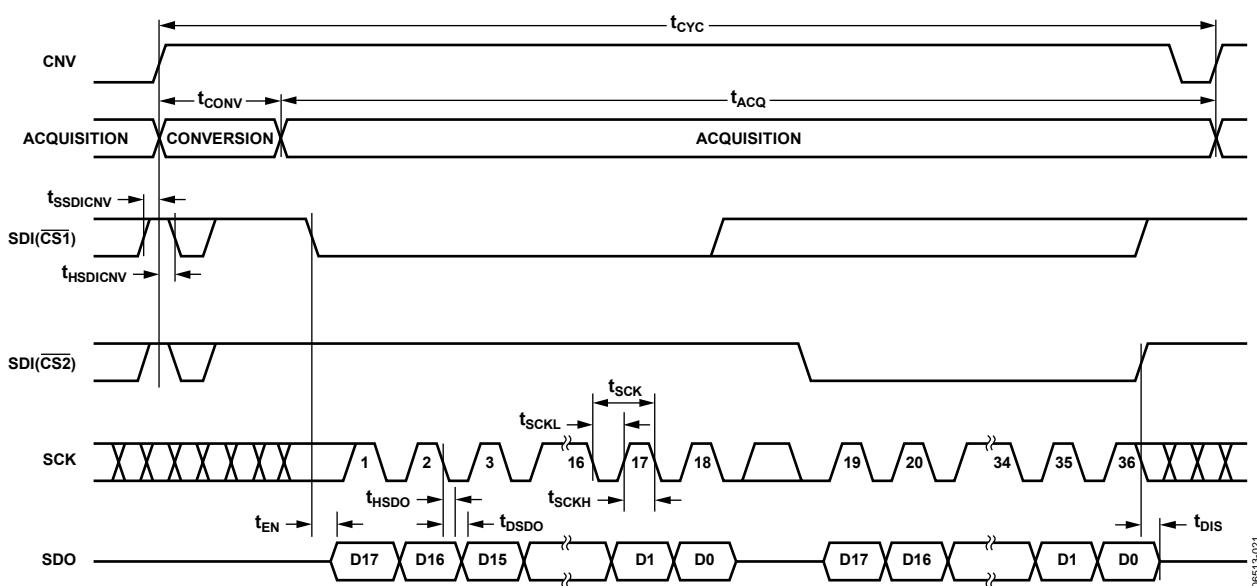 tCYC
CNV
tCONV
tACQ
ACQUISITION
CONVERSION
ACQUISITION
tSSDICNV
SDI(CS1)
tHSDICNV
SDI(CS2)
tSCK
tSCKL
SCK
1
2
3
16
17
18
19
20
34
35
36
tHSDO
tSCKH
tEN
tDSDO
tDIS
SDO
D17
D16
D15
D1
D0
D17
D16
D1
D0